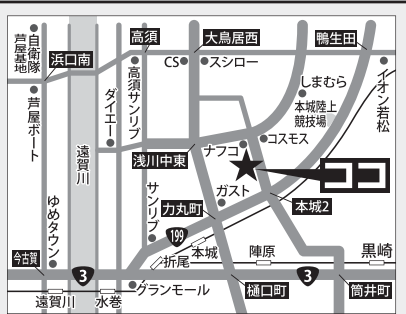 自衛隊
芦屋基地
浜口南
高須
大鳥居西
鴨生田
CS
スシロー
高須サンリブ
しまむら
イオン若松
芦屋ボート
ダイエー
本城陸上
競技場
遠賀川
浅川中東
ナフコ
コスモス
ココ
サンリブ
ガスト
力丸町
本城2
ゆめタウン
199
本城
今古賀
折尾
陣原
黒崎
3
3
グランモール
遠賀川
水巻
樋口町
筒井町